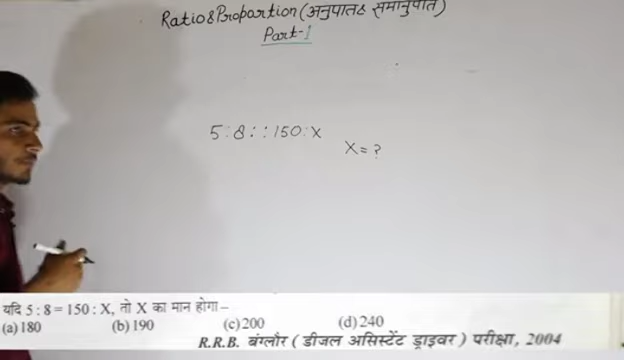 Ratio & Proportion (अनुपात & समानुपात)
Part-1
5:8::150:X
X=?
यदि 5 : 8 = 150 : X, तो X का मान होगा–
(a) 180 (b) 190 (c) 200 (d) 240
R.R.B. बंग्लौर ( डीजल असिस्टेंट ड्राइवर ) परीक्षा, 2004